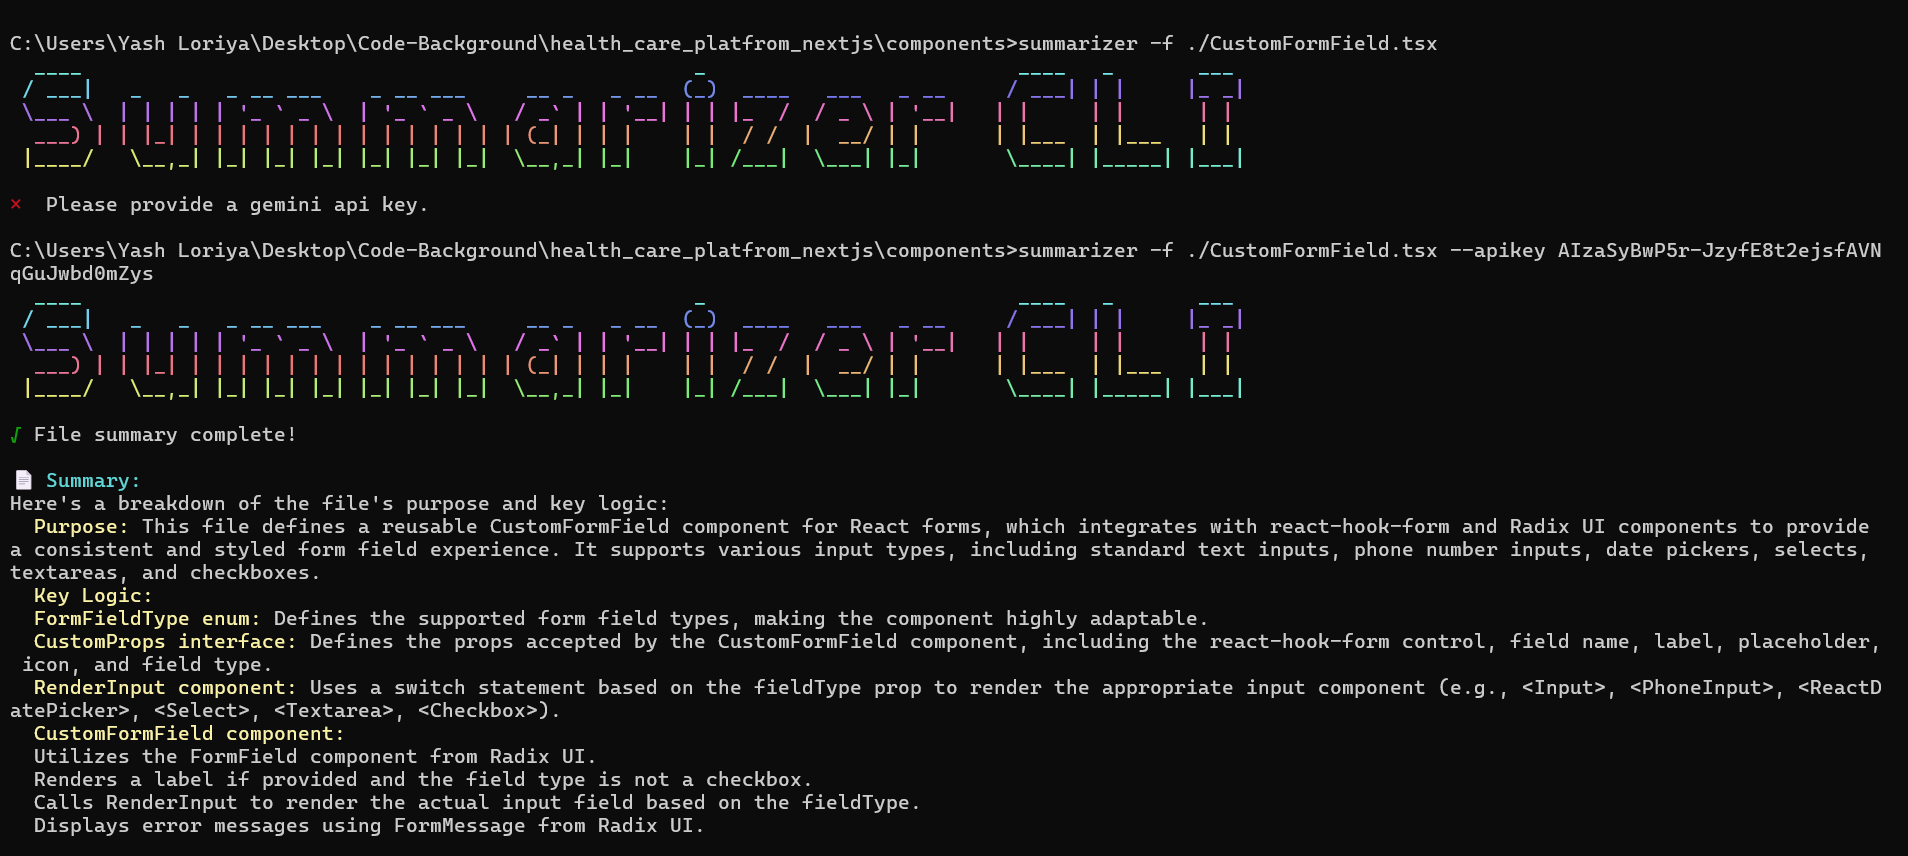 C:\Users\Yash Loriya\Desktop\Code-Background\health_care_platfrom_nextjs\components>summarizer -f ./CustomFormField.tsx
Summarizer CLI
× Please provide a gemini api key.
C:\Users\Yash Loriya\Desktop\Code-Background\health_care_platfrom_nextjs\components>summarizer -f ./CustomFormField.tsx --apikey AIzaSyBwP5r-JzyfE8t2ejsfAVN
qGuJwbd0mZys
Summarizer CLI
√ File summary complete!
📄 Summary:
Here's a breakdown of the file's purpose and key logic:
Purpose: This file defines a reusable CustomFormField component for React forms, which integrates with react-hook-form and Radix UI components to provide
a consistent and styled form field experience. It supports various input types, including standard text inputs, phone number inputs, date pickers, selects,
textareas, and checkboxes.
Key Logic:
FormFieldType enum: Defines the supported form field types, making the component highly adaptable.
CustomProps interface: Defines the props accepted by the CustomFormField component, including the react-hook-form control, field name, label, placeholder,
icon, and field type.
RenderInput component: Uses a switch statement based on the fieldType prop to render the appropriate input component (e.g., <Input>, <PhoneInput>, <ReactD
atePicker>, <Select>, <Textarea>, <Checkbox>).
CustomFormField component:
Utilizes the FormField component from Radix UI.
Renders a label if provided and the field type is not a checkbox.
Calls RenderInput to render the actual input field based on the fieldType.
Displays error messages using FormMessage from Radix UI.